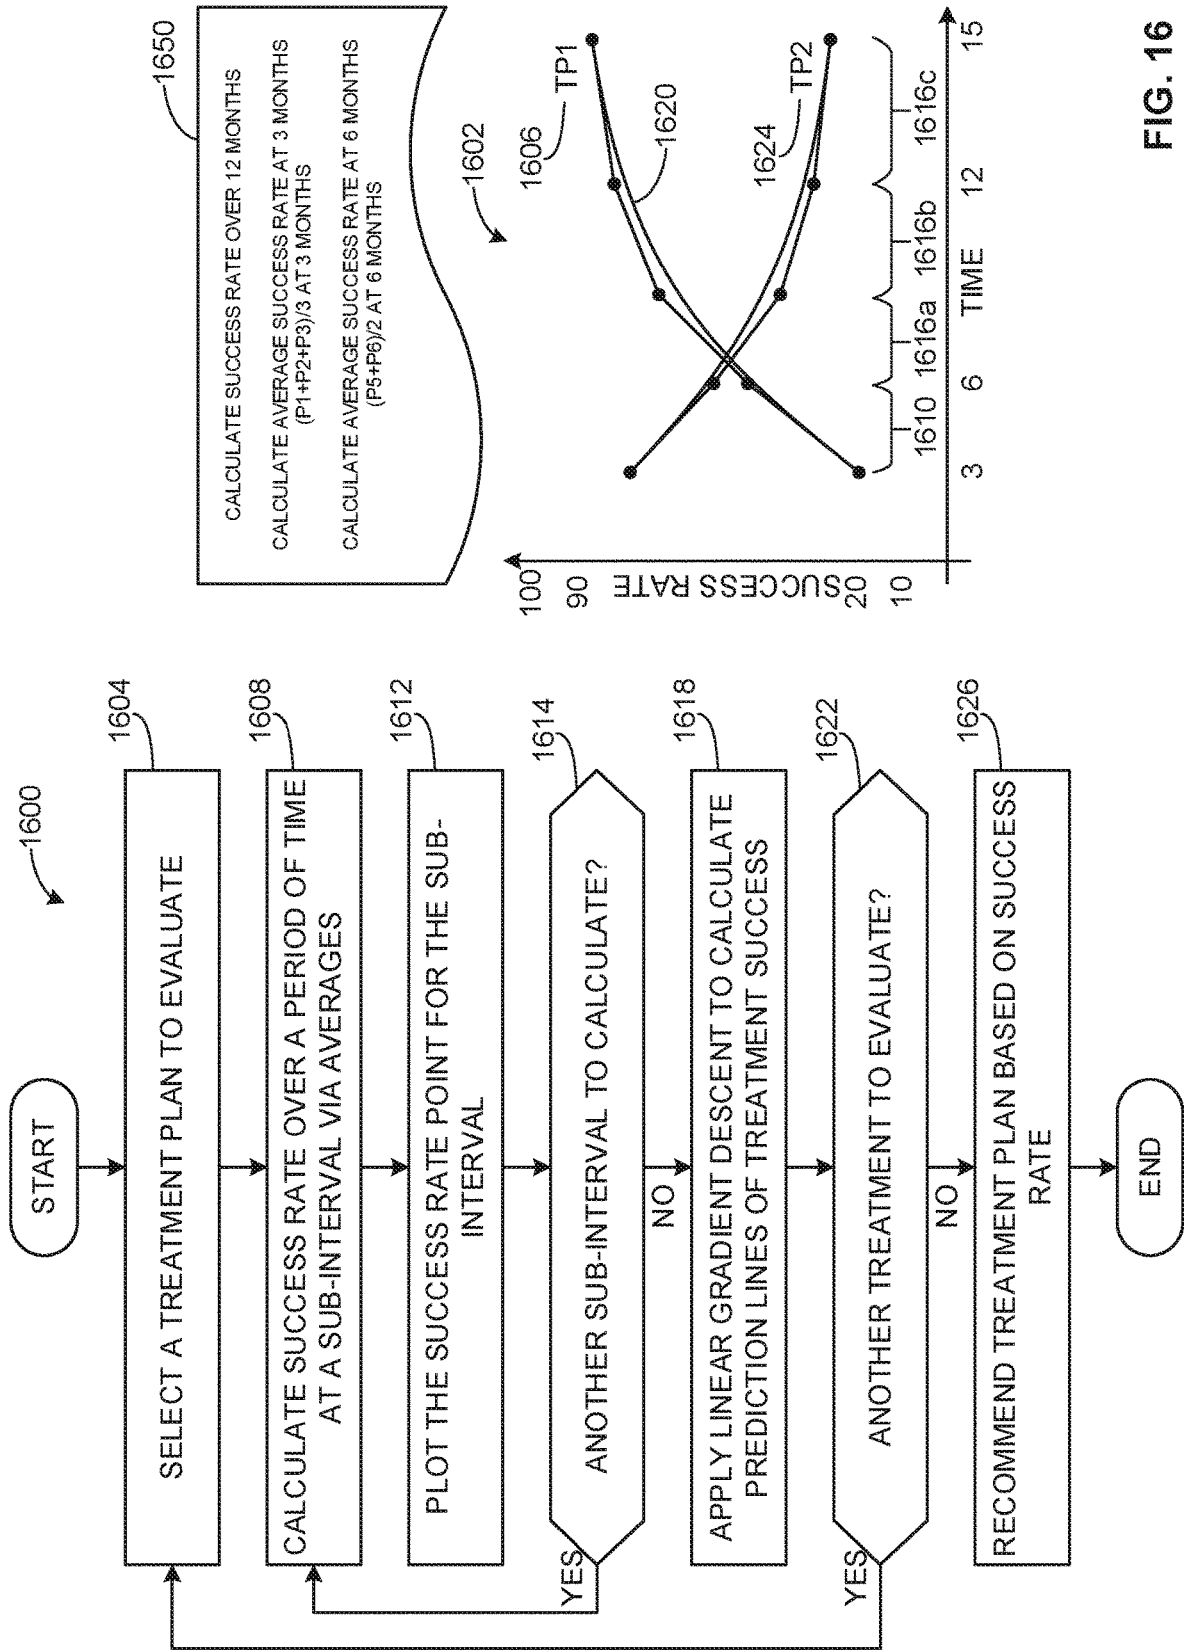 1600
START
1604
SELECT A TREATMENT PLAN TO EVALUATE
1608
CALCULATE SUCCESS RATE OVER A PERIOD OF TIME
AT A SUB-INTERVAL VIA AVERAGES
1612
PLOT THE SUCCESS RATE POINT FOR THE SUB-
INTERVAL
1614
ANOTHER SUB-INTERVAL TO CALCULATE?
YES
NO
1618
APPLY LINEAR GRADIENT DESCENT TO CALCULATE
PREDICTION LINES OF TREATMENT SUCCESS
1622
ANOTHER TREATMENT TO EVALUATE?
YES
NO
1626
RECOMMEND TREATMENT PLAN BASED ON SUCCESS
RATE
END
1650
CALCULATE SUCCESS RATE OVER 12 MONTHS
CALCULATE AVERAGE SUCCESS RATE AT 3 MONTHS
(P1+P2+P3)/3 AT 3 MONTHS
CALCULATE AVERAGE SUCCESS RATE AT 6 MONTHS
(P5+P6)/2 AT 6 MONTHS
1602
100
90
SUCCESS RATE
20
10
1606
TP1
1620
1624
TP2
1610
1616a
1616b
1616c
3
6
TIME
12
15
FIG. 16